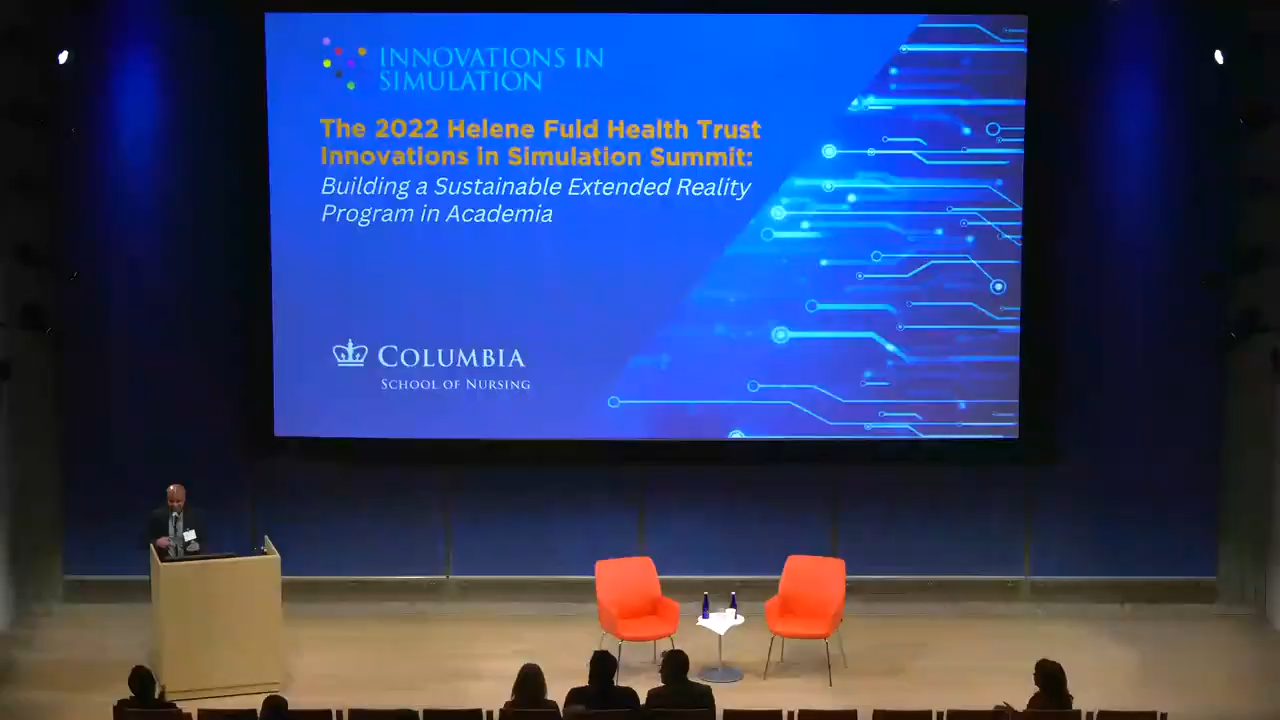 INNOVATIONS IN
SIMULATION
The 2022 Helene Fuld Health Trust
Innovations in Simulation Summit:
Building a Sustainable Extended Reality
Program in Academia
COLUMBIA
SCHOOL OF NURSING